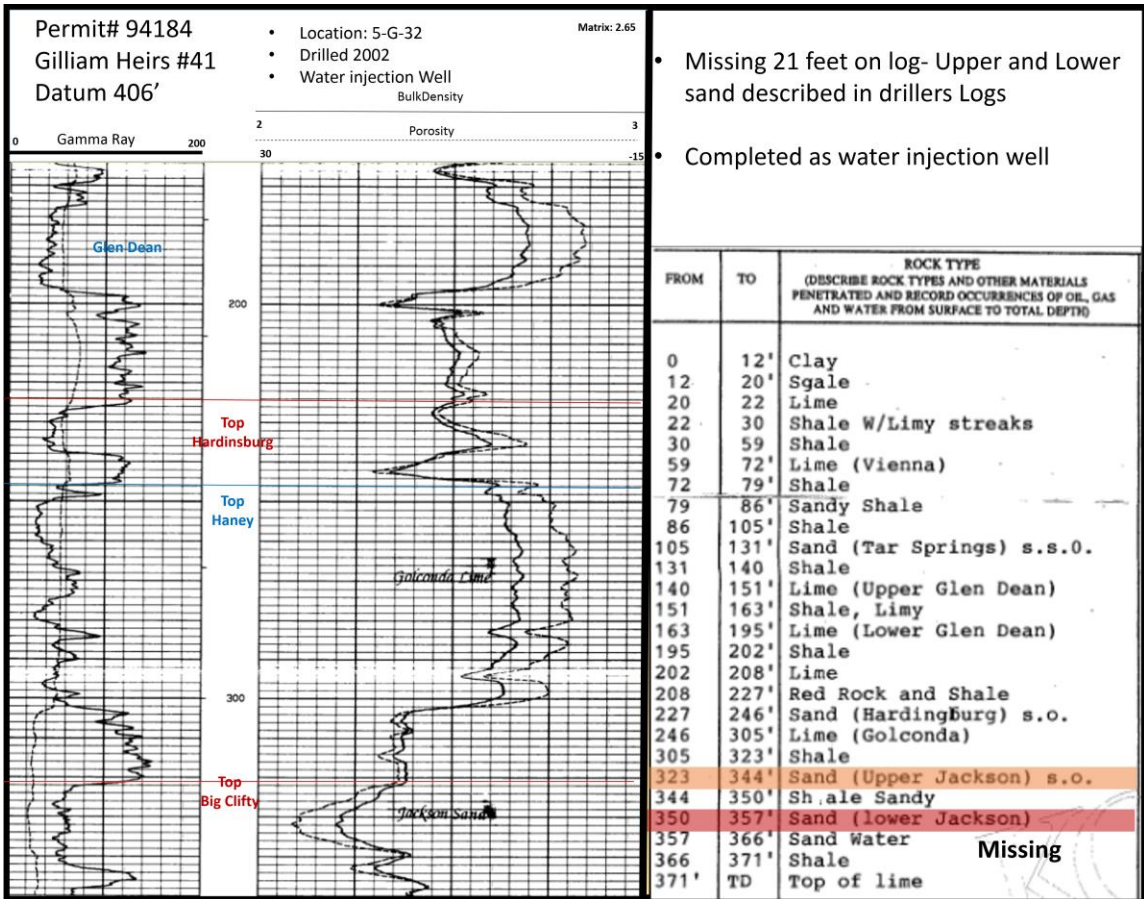 Permit# 94184
Gilliam Heirs #41
Datum 406’
• Location: 5-G-32
• Drilled 2002
• Water injection Well
Matrix: 2.65
BulkDensity
2 3
Porosity
30 -15
0 Gamma Ray 200
Glen Dean
200
Top
Hardinsburg
Top
Haney
Golconda Lime
300
Top
Big Clifty
Jackson Sand
• Missing 21 feet on log- Upper and Lower
sand described in drillers Logs
• Completed as water injection well
FROM TO ROCK TYPE
(DESCRIBE ROCK TYPES AND OTHER MATERIALS
PENETRATED AND RECORD OCCURRENCES OF OIL, GAS
AND WATER FROM SURFACE TO TOTAL DEPTH)
0 12' Clay
12 20' Sgale
20 22 Lime
22 30 Shale W/Limy streaks
30 59 Shale
59 72' Lime (Vienna)
72 79' Shale
79 86' Sandy Shale
86 105' Shale
105 131' Sand (Tar Springs) s.s.0.
131 140 Shale
140 151' Lime (Upper Glen Dean)
151 163' Shale, Limy
163 195' Lime (Lower Glen Dean)
195 202' Shale
202 208' Lime
208 227' Red Rock and Shale
227 246' Sand (Hardingburg) s.o.
246 305' Lime (Golconda)
305 323' Shale
323 344' Sand (Upper Jackson) s.o.
344 350' Sh.ale Sandy
350 357' Sand (lower Jackson)
357 366' Sand Water
366 371' Shale
371' TD Top of lime
Missing